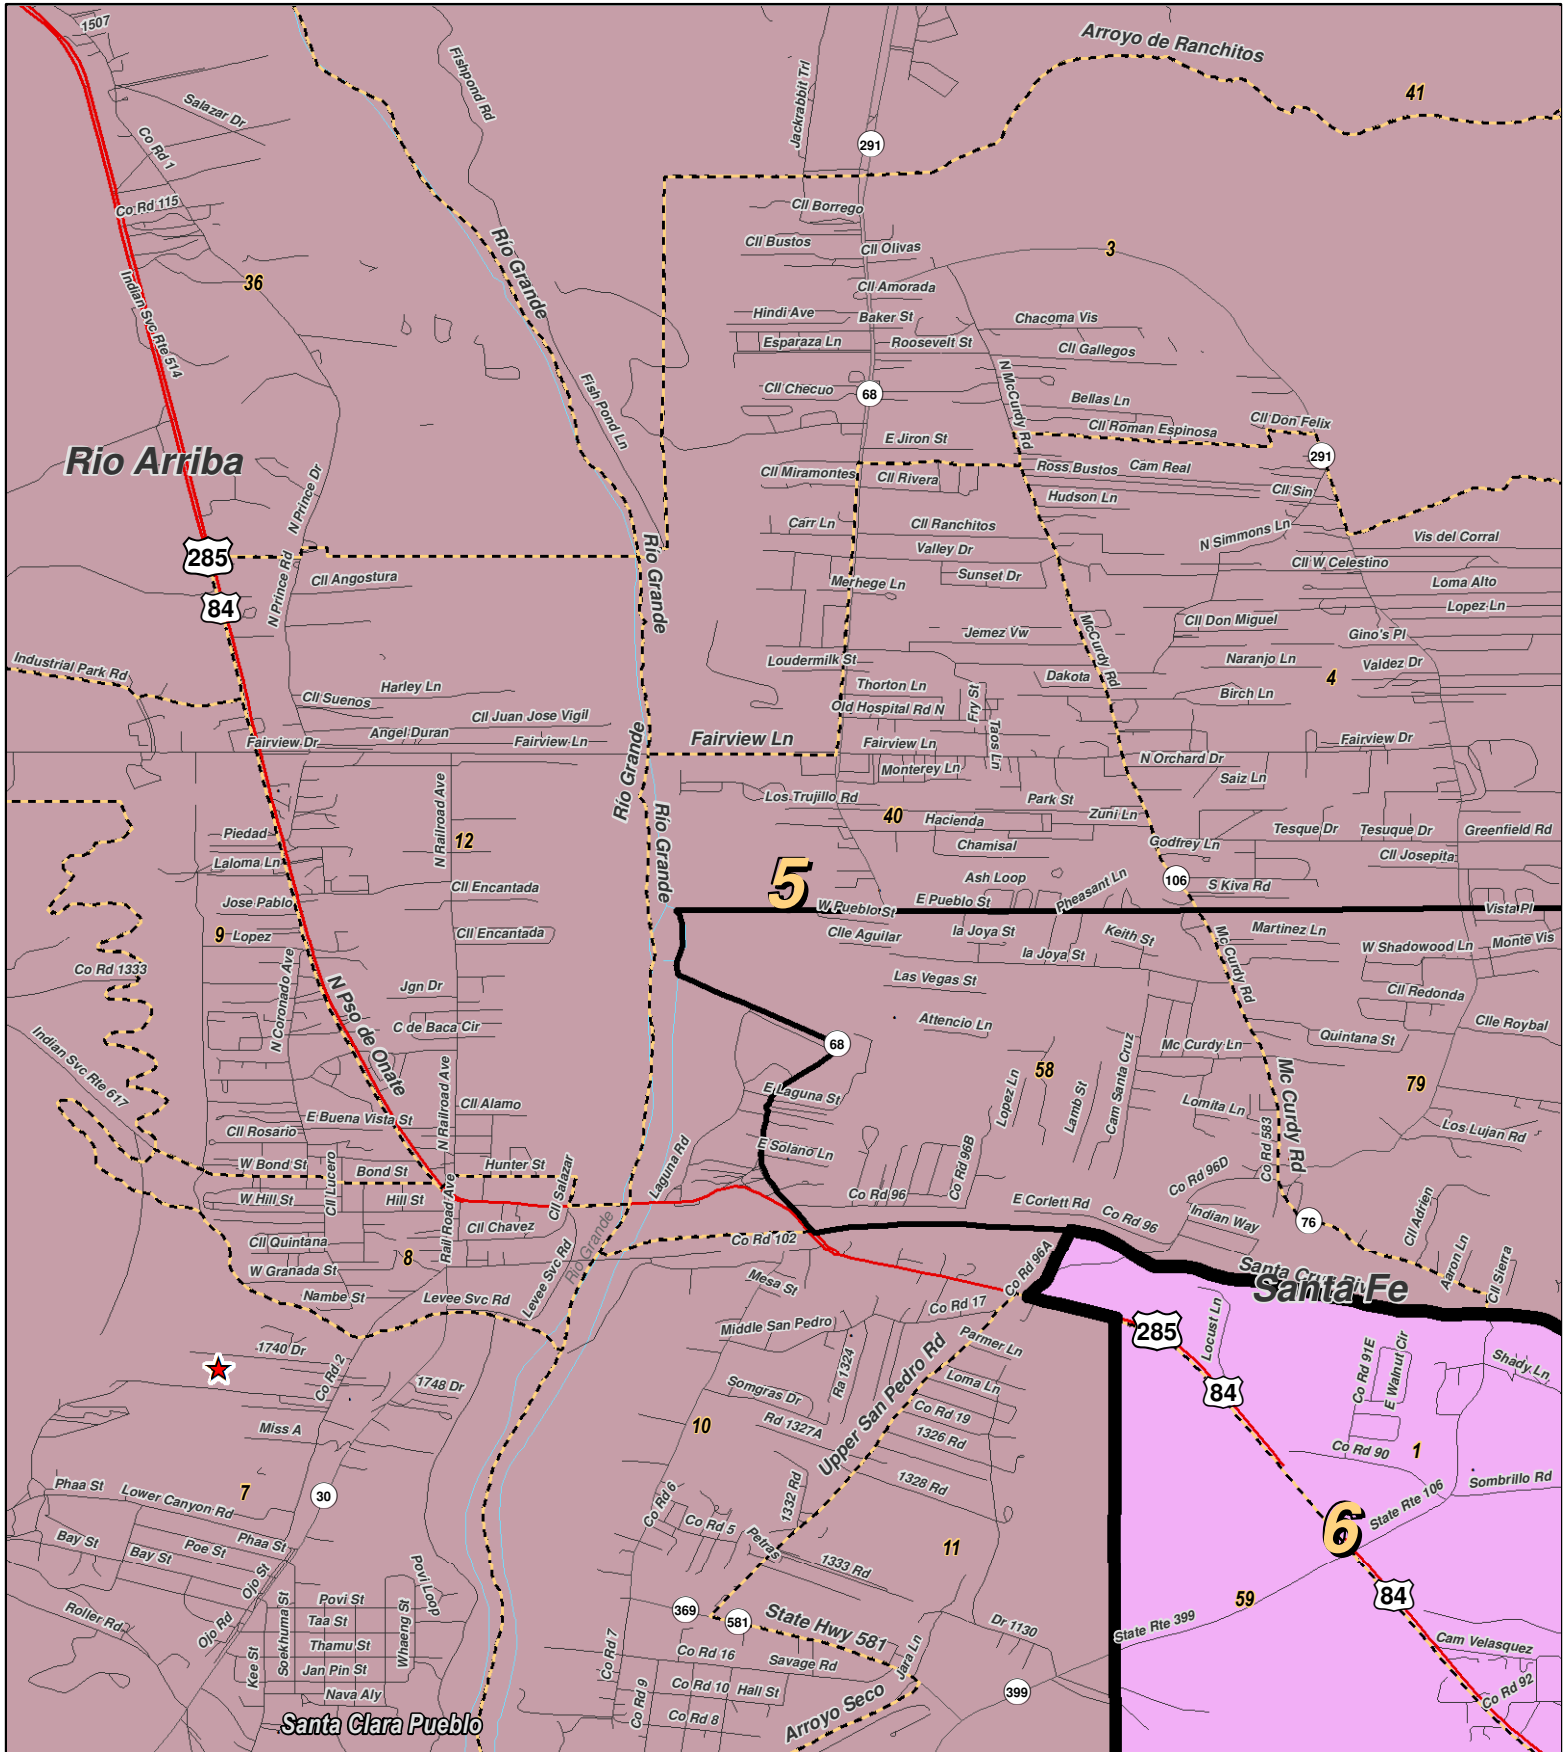 1507
Arroyo de Ranchitos
Fishpond Rd
Jackrabbit Trl
41
Salazar Dr
Co Rd 1
291
Co Rd 115
Cll Borrego
Cll Bustos
Cll Olivas
3
36
Rio Grande
Indian Svc Rte 514
Cll Amorada
Hindi Ave
Baker St
Chacoma Vis
Esparaza Ln
Roosevelt St
Cll Gallegos
Fish Pond Ln
Cll Checuo
68
N McCurdy Rd
Bellas Ln
Cll Don Felix
Cll Roman Espinosa
E Jiron St
291
Rio Arriba
N Prince Dr
Cll Miramontes
Cll Rivera
Ross Bustos
Cam Real
Cll Sin
Hudson Ln
Carr Ln
Cll Ranchitos
N Simmons Ln
Vis del Corral
285
Rio Grande
Valley Dr
Cll W Celestino
N Prince Rd
Cll Angostura
Merhege Ln
Sunset Dr
Loma Alto
84
Lopez Ln
Cll Don Miguel
Jemez Vw
McCurdy Rd
Gino's Pl
Industrial Park Rd
Loudermilk St
Naranjo Ln
Valdez Dr
4
Dakota
Harley Ln
Thorton Ln
Birch Ln
Cll Suenos
Fry St
Old Hospital Rd N
Cll Juan Jose Vigil
Angel Duran
Taos Ln
Fairview Dr
Fairview Ln
Rio Grande
Fairview Ln
Fairview Ln
Fairview Dr
N Orchard Dr
Monterey Ln
Saiz Ln
N Railroad Ave
Los Trujillo Rd
Park St
Rio Grande
40
Hacienda
Zuni Ln
Piedad
12
Tesque Dr
Tesuque Dr
Greenfield Rd
Chamisal
Godfrey Ln
Laloma Ln
Cll Josepita
5
Ash Loop
Pheasant Ln
106
S Kiva Rd
Cll Encantada
Jose Pablo
W Pueblo St
E Pueblo St
Vista Pl
9
Lopez
Cll Encantada
Clle Aguilar
la Joya St
Keith St
Martinez Ln
W Shadowood Ln
Monte Vis
la Joya St
Mc Curdy Rd
Co Rd 1333
N Coronado Ave
N Pso de Onate
Jgn Dr
Las Vegas St
Cll Redonda
C de Baca Cir
Attencio Ln
Clle Roybal
Quintana St
Indian Svc Rte 617
68
Mc Curdy Ln
58
79
Mc Curdy Rd
E Laguna St
Lopez Ln
Lamb St
Cam Santa Cruz
Lomita Ln
N Railroad Ave
Cll Alamo
E Buena Vista St
Cll Rosario
Los Lujan Rd
E Solano Ln
Co Rd 583
W Bond St
Bond St
Hunter St
Laguna Rd
Co Rd 96B
Co Rd 96D
Cll Lucero
W Hill St
Hill St
Cll Salazar
Co Rd 96
E Corlett Rd
Co Rd 96
Indian Way
76
Cll Adrien
Rail Road Ave
Cll Chavez
Cll Quintana
Rio Grande
Co Rd 102
8
Co Rd 96A
Aaron Ln
Cll Sierra
W Granada St
Levee Svc Rd
Mesa St
Santa Fe
Nambe St
Levee Svc Rd
Co Rd 17
Middle San Pedro
Locust Ln
285
Parmer Ln
1740 Dr
Co Rd 2
Ra 1324
Upper San Pedro Rd
Co Rd 91E
E Walnut Cir
Shady Ln
1748 Dr
Somgras Dr
Loma Ln
84
Miss A
10
Rd 1327A
Co Rd 19
1326 Rd
Co Rd 90
1
Phaa St
Lower Canyon Rd
7
30
1328 Rd
1332 Rd
Sombrillo Rd
State Rte 106
Co Rd 6
Co Rd 5
Petras
6
Bay St
Bay St
Poe St
Phaa St
11
1333 Rd
Ojo St
Povi Loop
Povi St
59
84
Roller Rd
Ojo Rd
Soekhuma St
Taa St
Whaeng St
369
581
State Hwy 581
Dr 1130
State Rte 399
Thamu St
Kee St
Co Rd 7
Co Rd 16
Savage Rd
Jara Ln
Cam Velasquez
Jan Pin St
Nava Aly
Co Rd 9
Co Rd 10
Hall St
399
Co Rd 92
Santa Clara Pueblo
Co Rd 8
Arroyo Seco